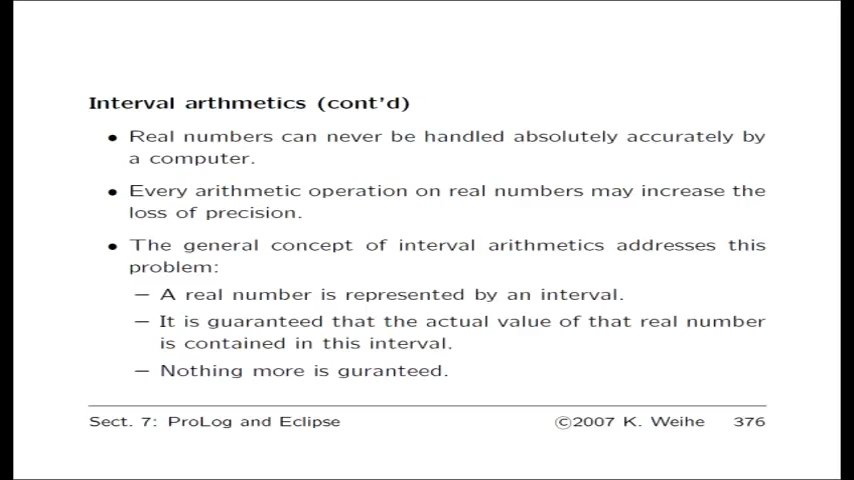 Interval arthmetics (cont'd)
● Real numbers can never be handled absolutely accurately by
a computer.
● Every arithmetic operation on real numbers may increase the
loss of precision.
● The general concept of interval arithmetics addresses this
problem:
– A real number is represented by an interval.
– It is guaranteed that the actual value of that real number
is contained in this interval.
– Nothing more is guranteed.
Sect. 7: ProLog and Eclipse ©2007 K. Weihe 376